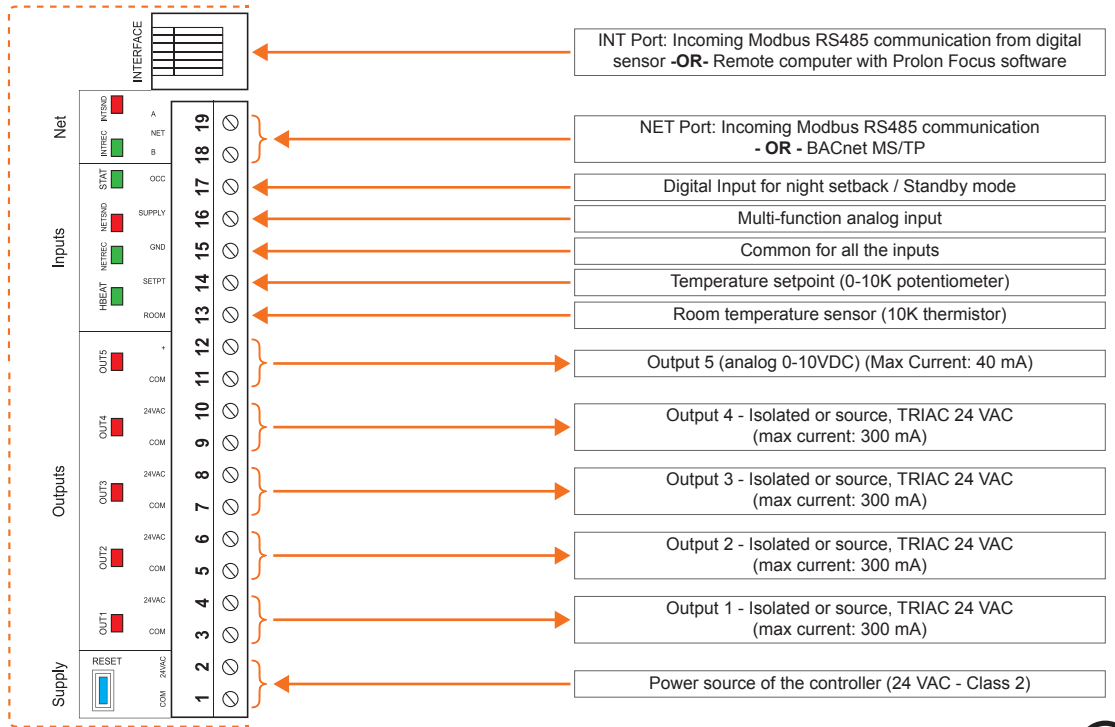 INTERFACE
INT Port: Incoming Modbus RS485 communication from digital
sensor -OR- Remote computer with Prolon Focus software
Net
INTSND
INTREC
A
NET
B
19
18
NET Port: Incoming Modbus RS485 communication
- OR - BACnet MS/TP
Inputs
STAT
OCC
17
Digital Input for night setback / Standby mode
NETSND
SUPPLY
16
Multi-function analog input
NETREC
GND
15
Common for all the inputs
HBEAT
SETPT
14
Temperature setpoint (0-10K potentiometer)
ROOM
13
Room temperature sensor (10K thermistor)
Outputs
OUT5
+
COM
12
11
Output 5 (analog 0-10VDC) (Max Current: 40 mA)
OUT4
24VAC
COM
10
9
Output 4 - Isolated or source, TRIAC 24 VAC
(max current: 300 mA)
OUT3
24VAC
COM
8
7
Output 3 - Isolated or source, TRIAC 24 VAC
(max current: 300 mA)
OUT2
24VAC
COM
6
5
Output 2 - Isolated or source, TRIAC 24 VAC
(max current: 300 mA)
OUT1
24VAC
COM
4
3
Output 1 - Isolated or source, TRIAC 24 VAC
(max current: 300 mA)
Supply
RESET
24VAC
COM
2
1
Power source of the controller (24 VAC - Class 2)